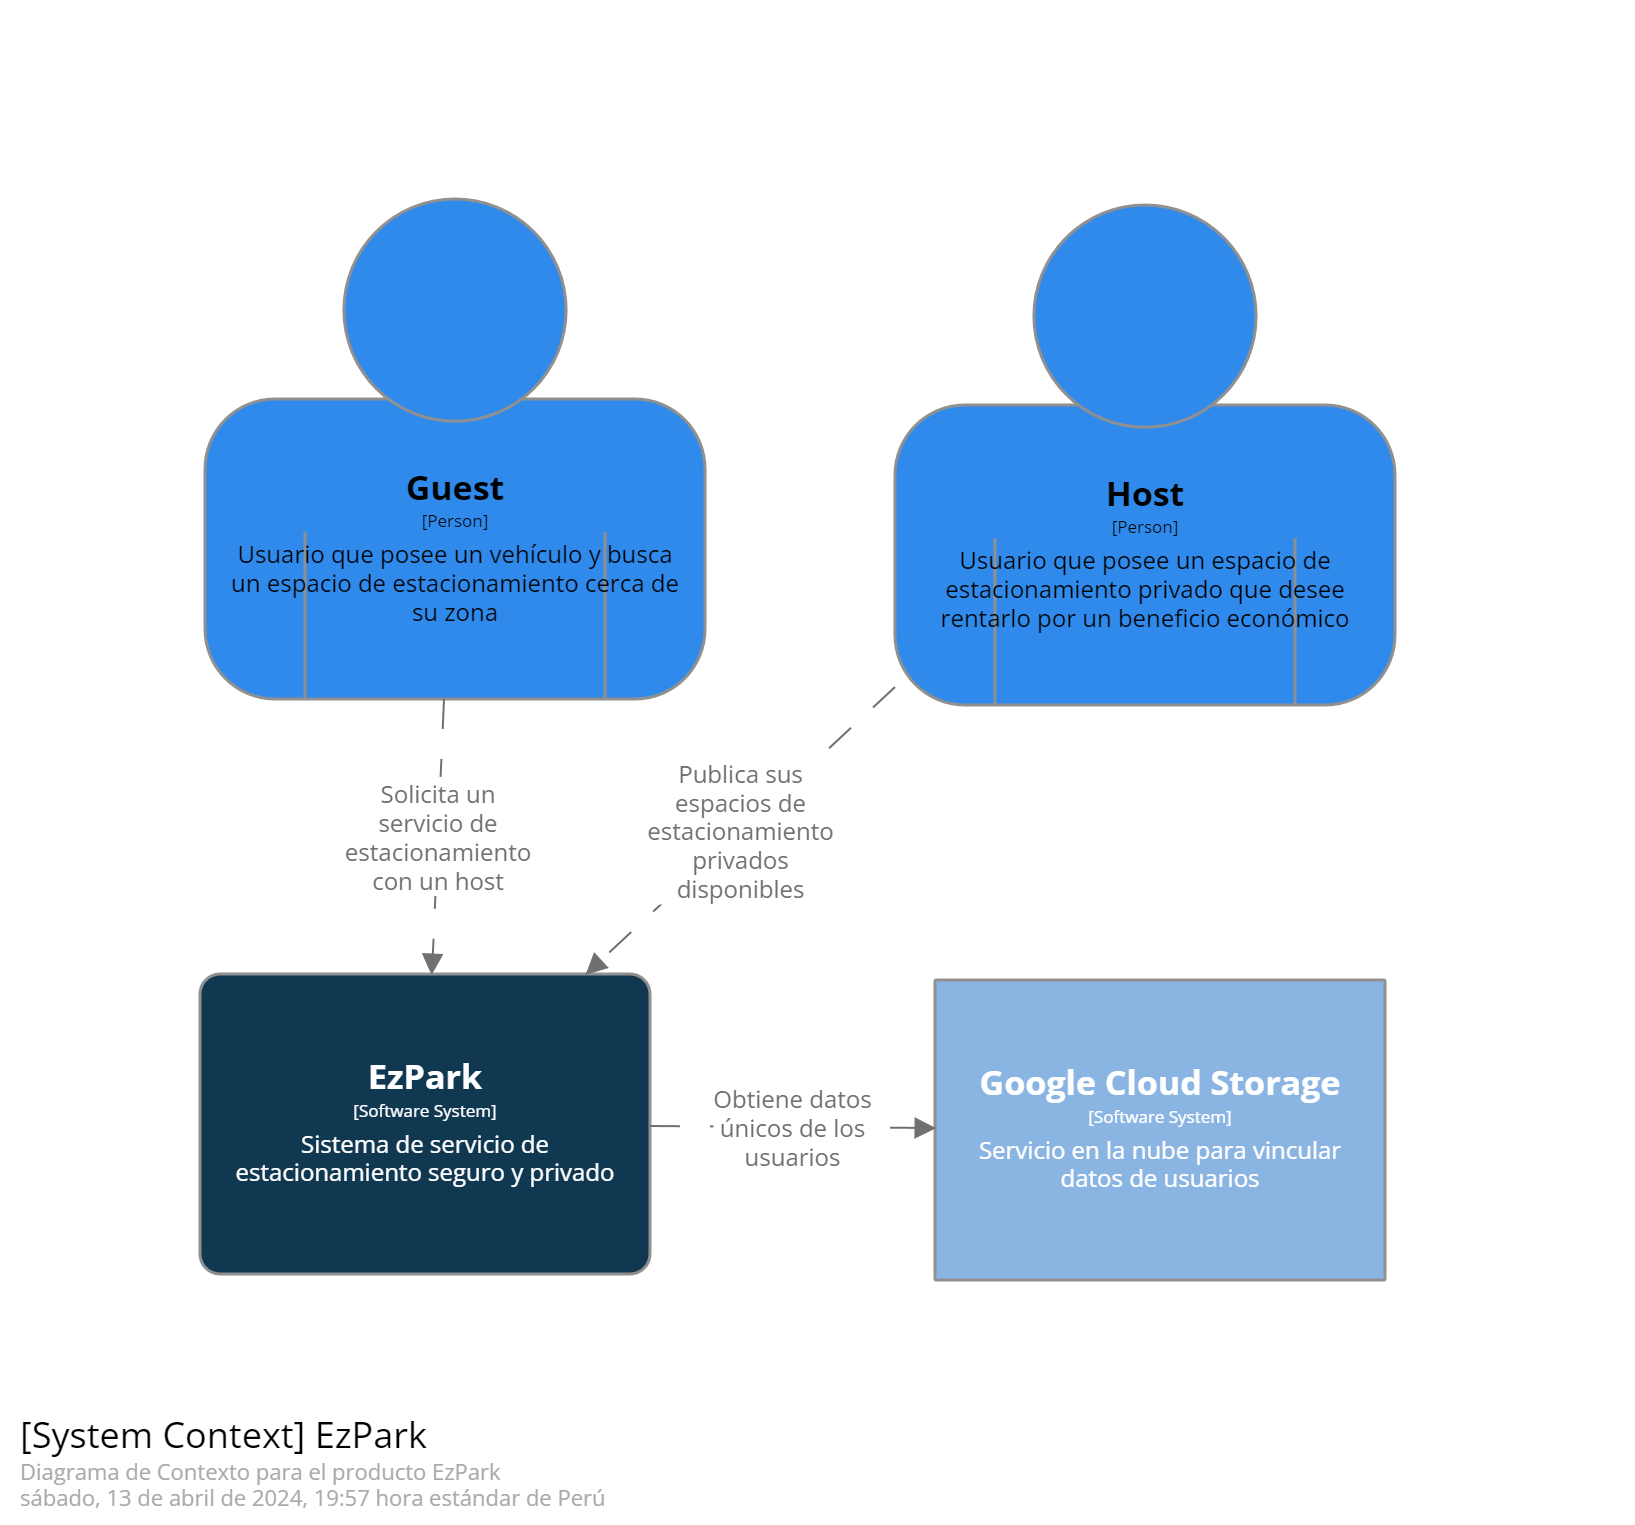 Guest
[Person]
Usuario que posee un vehículo y busca
un espacio de estacionamiento cerca de
su zona
Host
[Person]
Usuario que posee un espacio de
estacionamiento privado que desee
rentarlo por un beneficio económico
Solicita un
servicio de
estacionamiento
con un host
Publica sus
espacios de
estacionamiento
privados
disponibles
EzPark
[Software System]
Sistema de servicio de
estacionamiento seguro y privado
Obtiene datos
únicos de los
usuarios
Google Cloud Storage
[Software System]
Servicio en la nube para vincular
datos de usuarios
[System Context] EzPark
Diagrama de Contexto para el producto EzPark
sábado, 13 de abril de 2024, 19:57 hora estándar de Perú